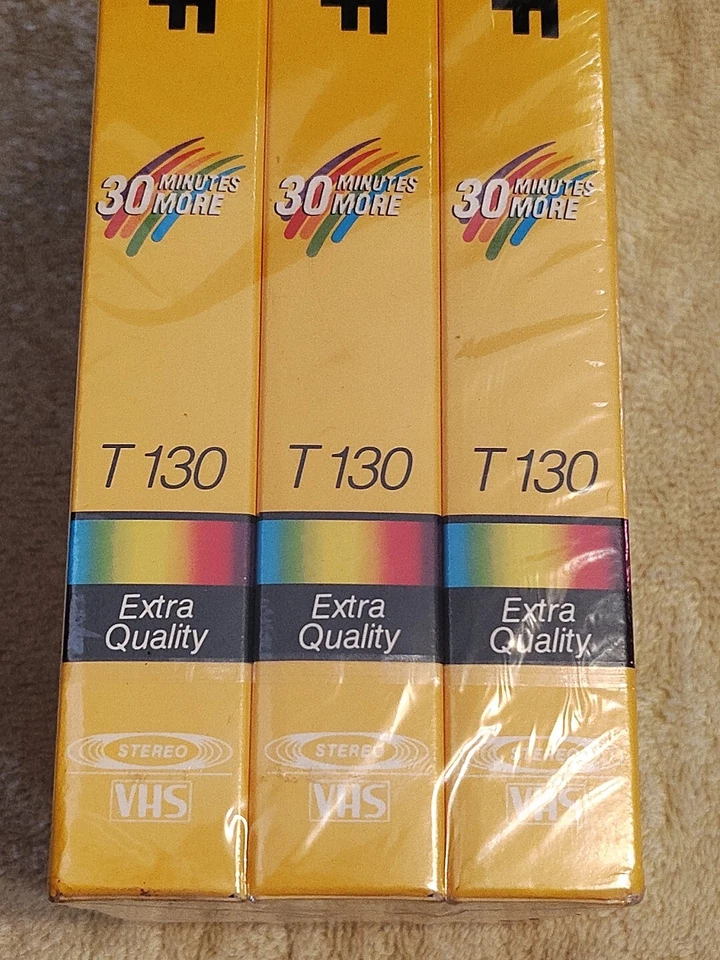 F F F
30 MINUTES MORE 30 MINUTES MORE 30 MINUTES MORE
T 130 T 130 T 130
Extra Extra Extra
Quality Quality Quality
STEREO STEREO STEREO
VHS VHS VHS